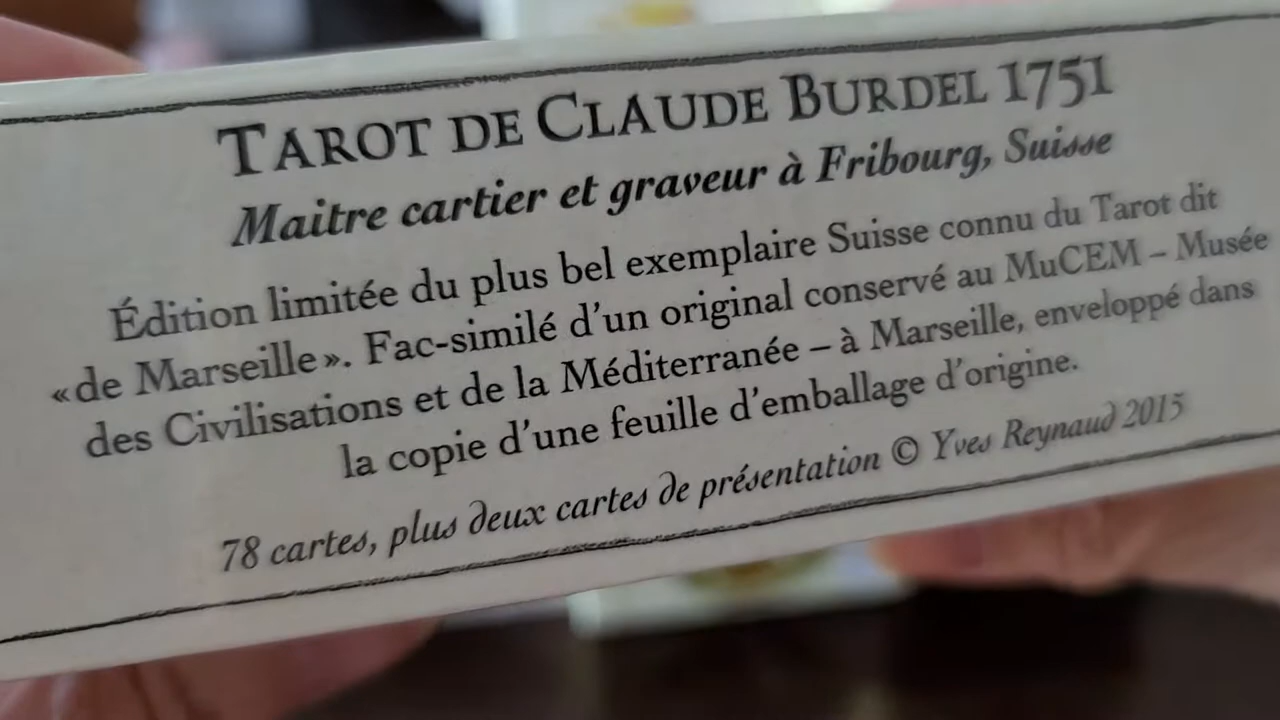 TAROT DE CLAUDE BURDEL 1751
Maitre cartier et graveur à Fribourg, Suisse
Édition limitée du plus bel exemplaire Suisse connu du Tarot dit
«de Marseille». Fac-similé d'un original conservé au MuCEM – Musée
des Civilisations et de la Méditerranée – à Marseille, enveloppé dans
la copie d'une feuille d'emballage d'origine.
78 cartes, plus deux cartes de présentation © Yves Reynaud 2015